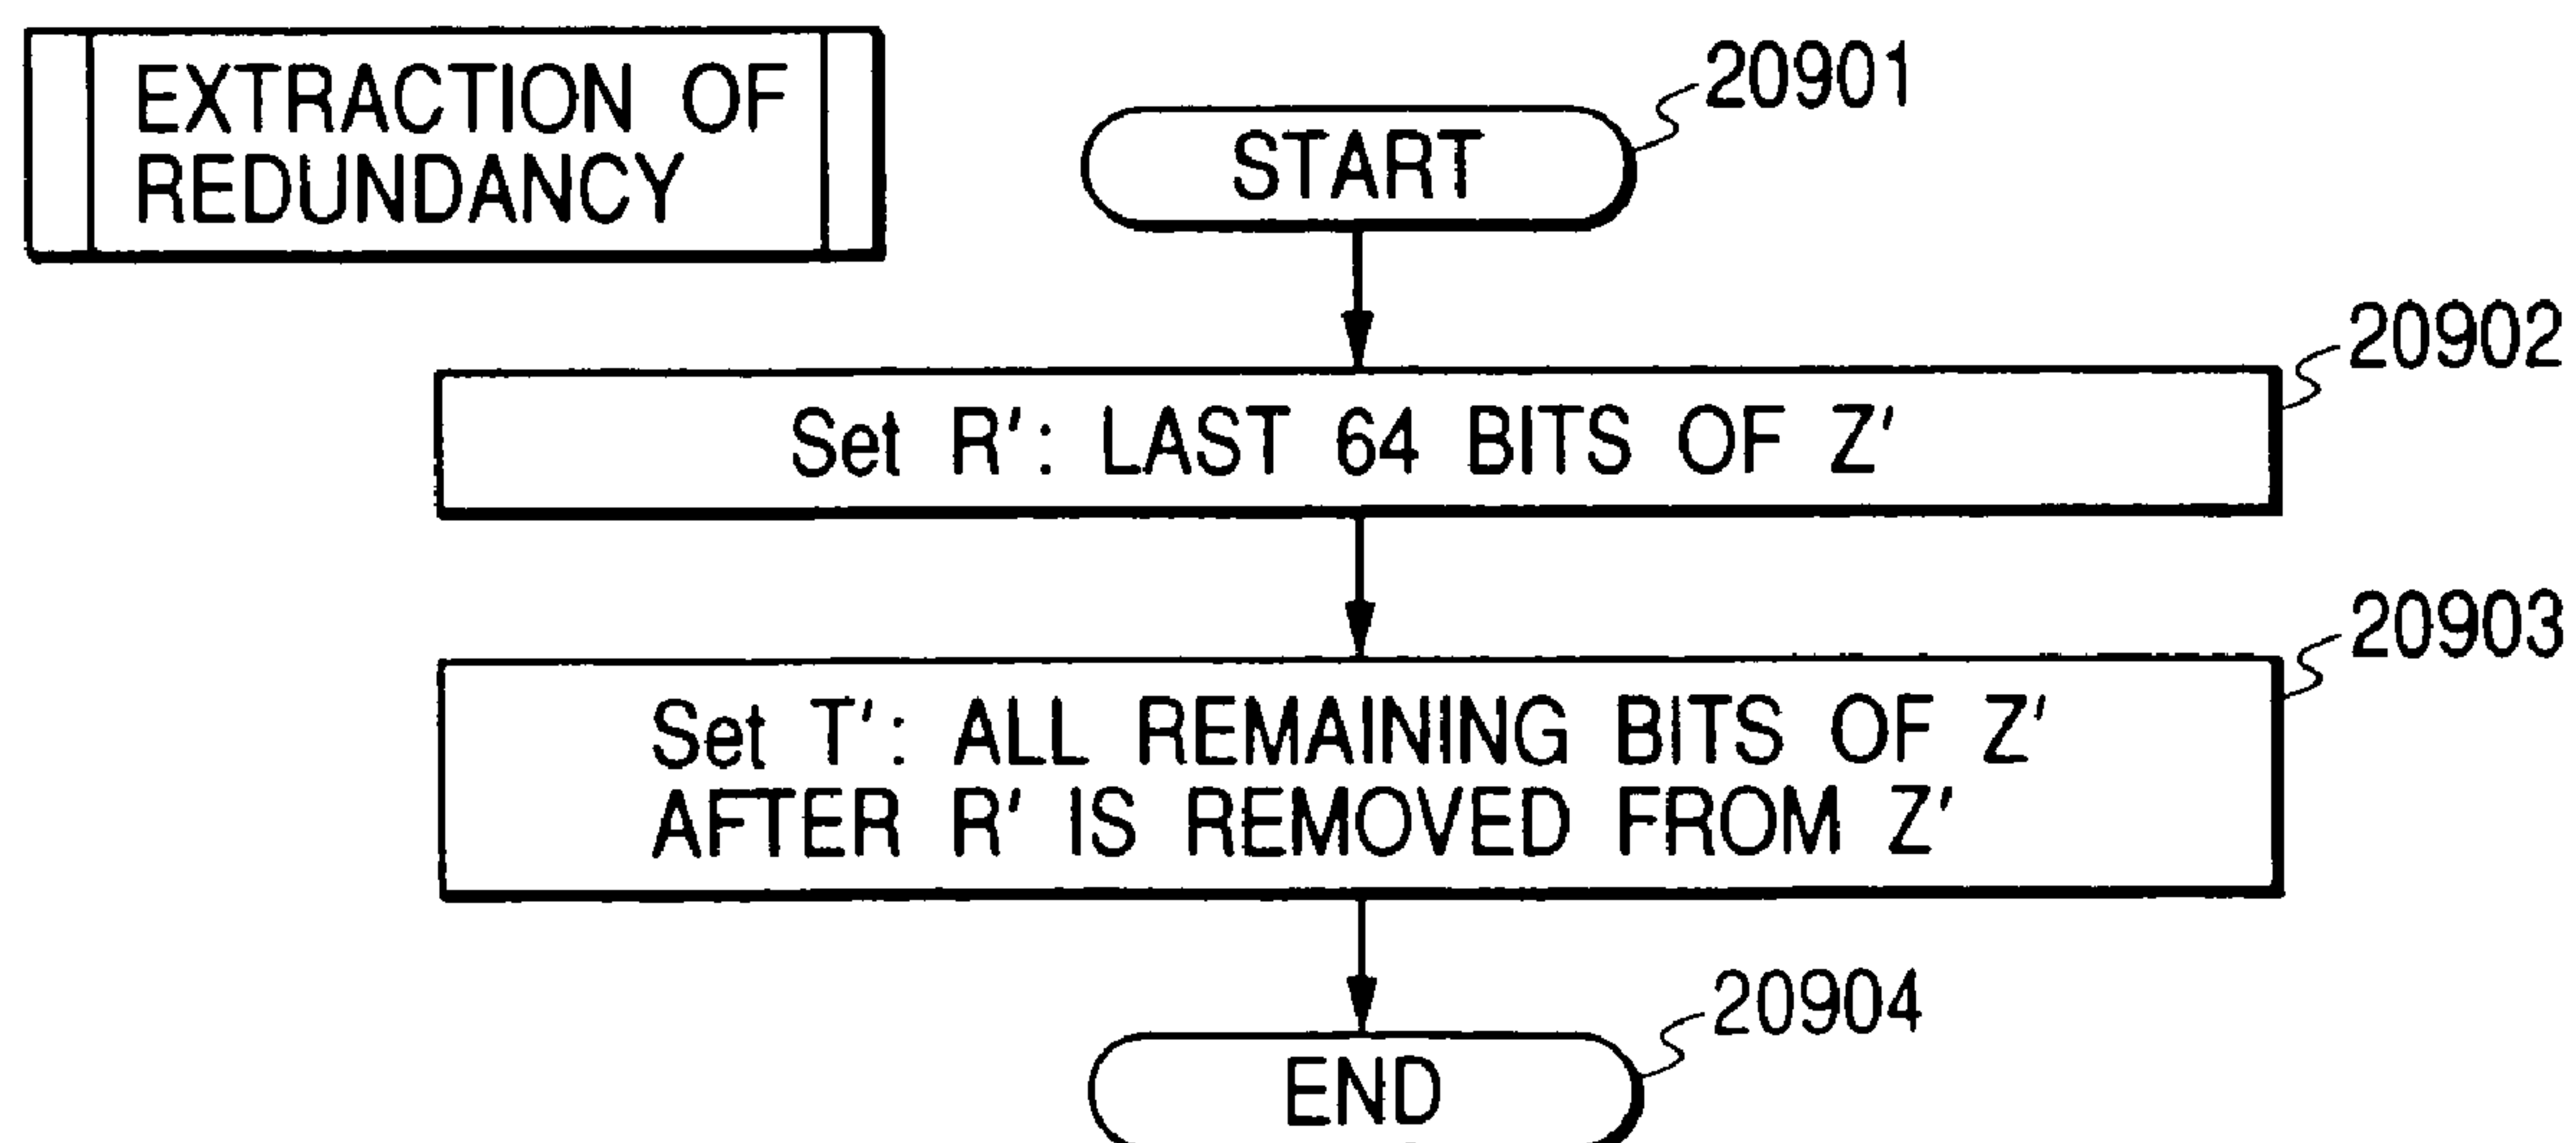 EXTRACTION OF
REDUNDANCY
START
20901
20902
Set R': LAST 64 BITS OF Z'
20903
Set T': ALL REMAINING BITS OF Z'
AFTER R' IS REMOVED FROM Z'
20904
END